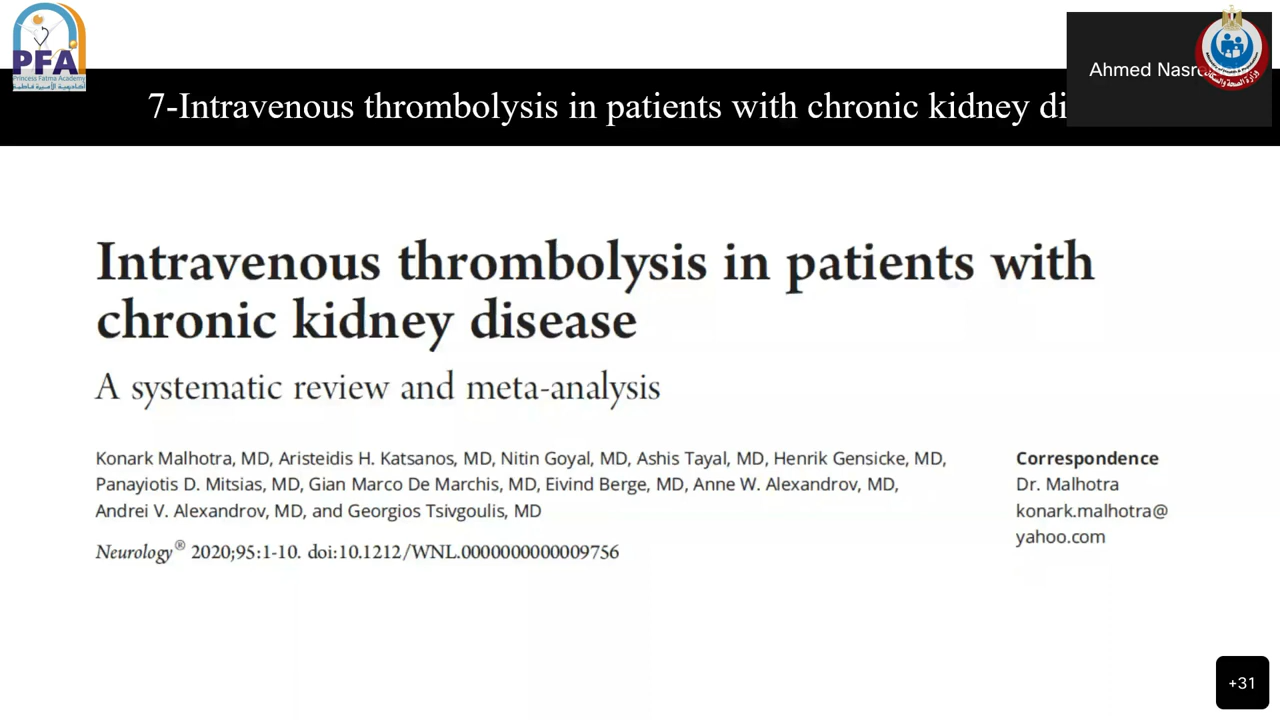 PFA
Princess Fatma Academy
أكاديمية الأميرة فاطمة
Ahmed
7-Intravenous thrombolysis in patients with chronic kidney di
Intravenous thrombolysis in patients with
chronic kidney disease
A systematic review and meta-analysis
Konark Malhotra, MD, Aristeidis H. Katsanos, MD, Nitin Goyal, MD, Ashis Tayal, MD, Henrik Gensicke, MD,
Panayiotis D. Mitsias, MD, Gian Marco De Marchis, MD, Eivind Berge, MD, Anne W. Alexandrov, MD,
Andrei V. Alexandrov, MD, and Georgios Tsivgoulis, MD
Neurology® 2020;95:1-10. doi:10.1212/WNL.0000000000009756
Correspondence
Dr. Malhotra
konark.malhotra@
yahoo.com
+31